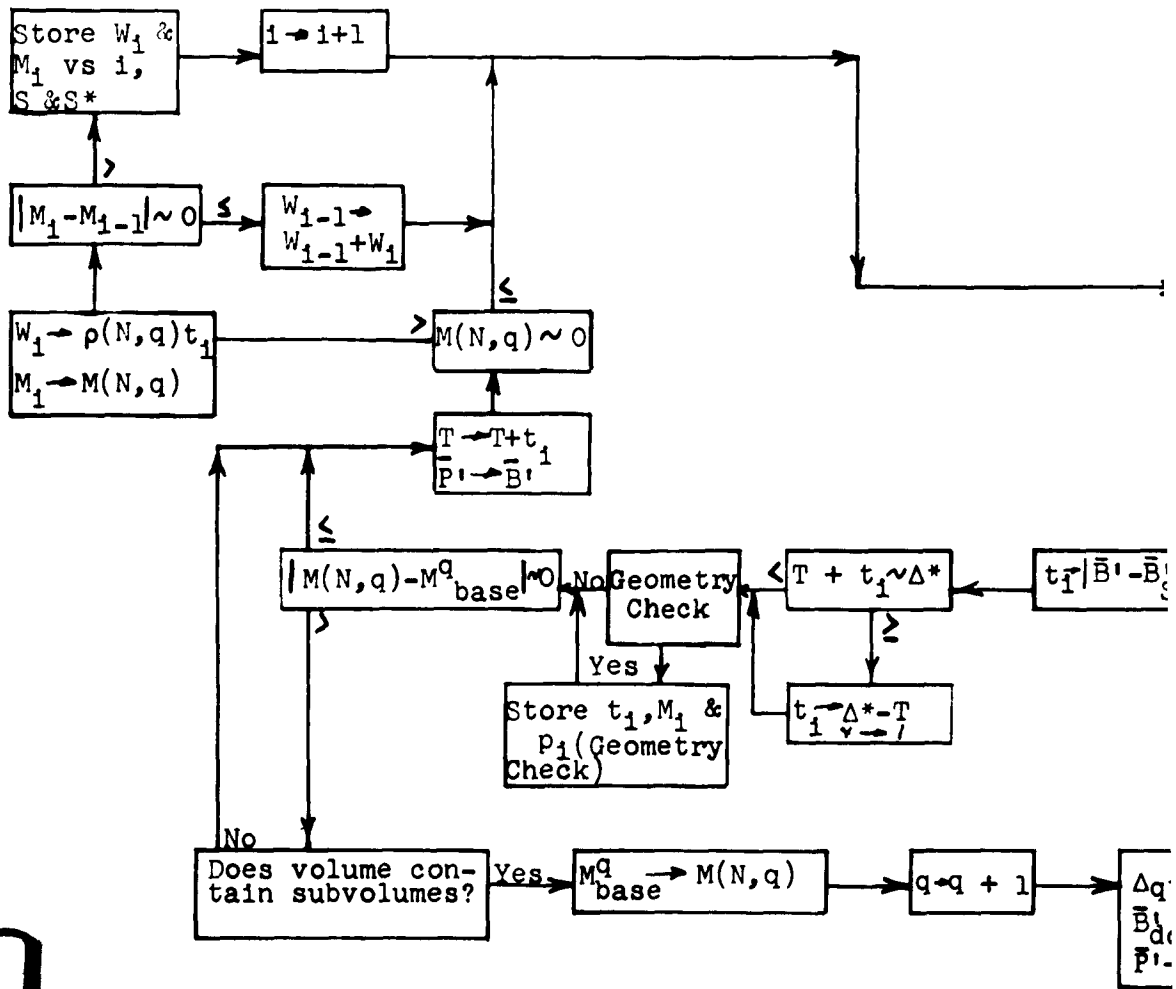 Store W_i &
M_i vs i,
S & S*
i → i+1
>
|M_i-M_{i-1}| ~ 0
≤
W_{i-1} →
W_{i-1}+W_i
≤
W_i → ρ(N,q)t_i
M_i → M(N,q)
>
M(N,q) ~ 0
T → T+t_i
P̄' → B̄'
≤
|M(N,q)-M^q_base| ~ 0
>
No
Geometry
Check
<
T + t_i ~ Δ*
≥
t_i → |B̄'-B̄'
Yes
Store t_i, M_i &
p_i(Geometry
Check)
t_i → Δ*-T
No
Does volume con-
tain subvolumes?
Yes
M^q_base → M(N,q)
q → q + 1
Δq
B̄'
P̄'-